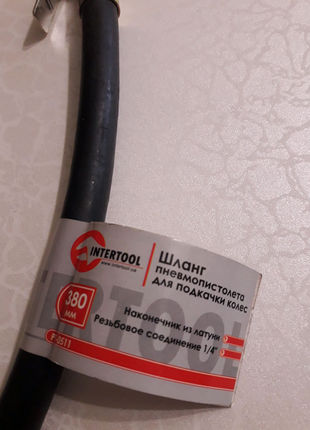 INTERTOOL
www.intertool.ua
Шланг
пневмопистолета
для подкачки колес
380
мм
Наконечник из латуни
Резьбовое соединение 1/4"
INTERTOOL